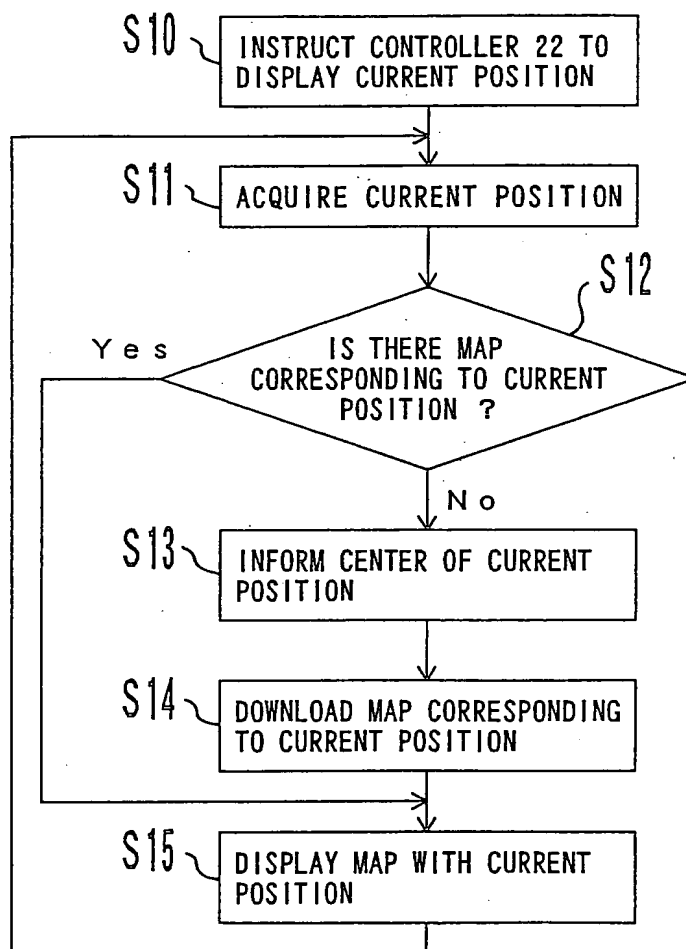 S10
INSTRUCT CONTROLLER 22 TO
DISPLAY CURRENT POSITION
S11
ACQUIRE CURRENT POSITION
S12
IS THERE MAP
CORRESPONDING TO CURRENT
POSITION ?
Yes
No
S13
INFORM CENTER OF CURRENT
POSITION
S14
DOWNLOAD MAP CORRESPONDING
TO CURRENT POSITION
S15
DISPLAY MAP WITH CURRENT
POSITION